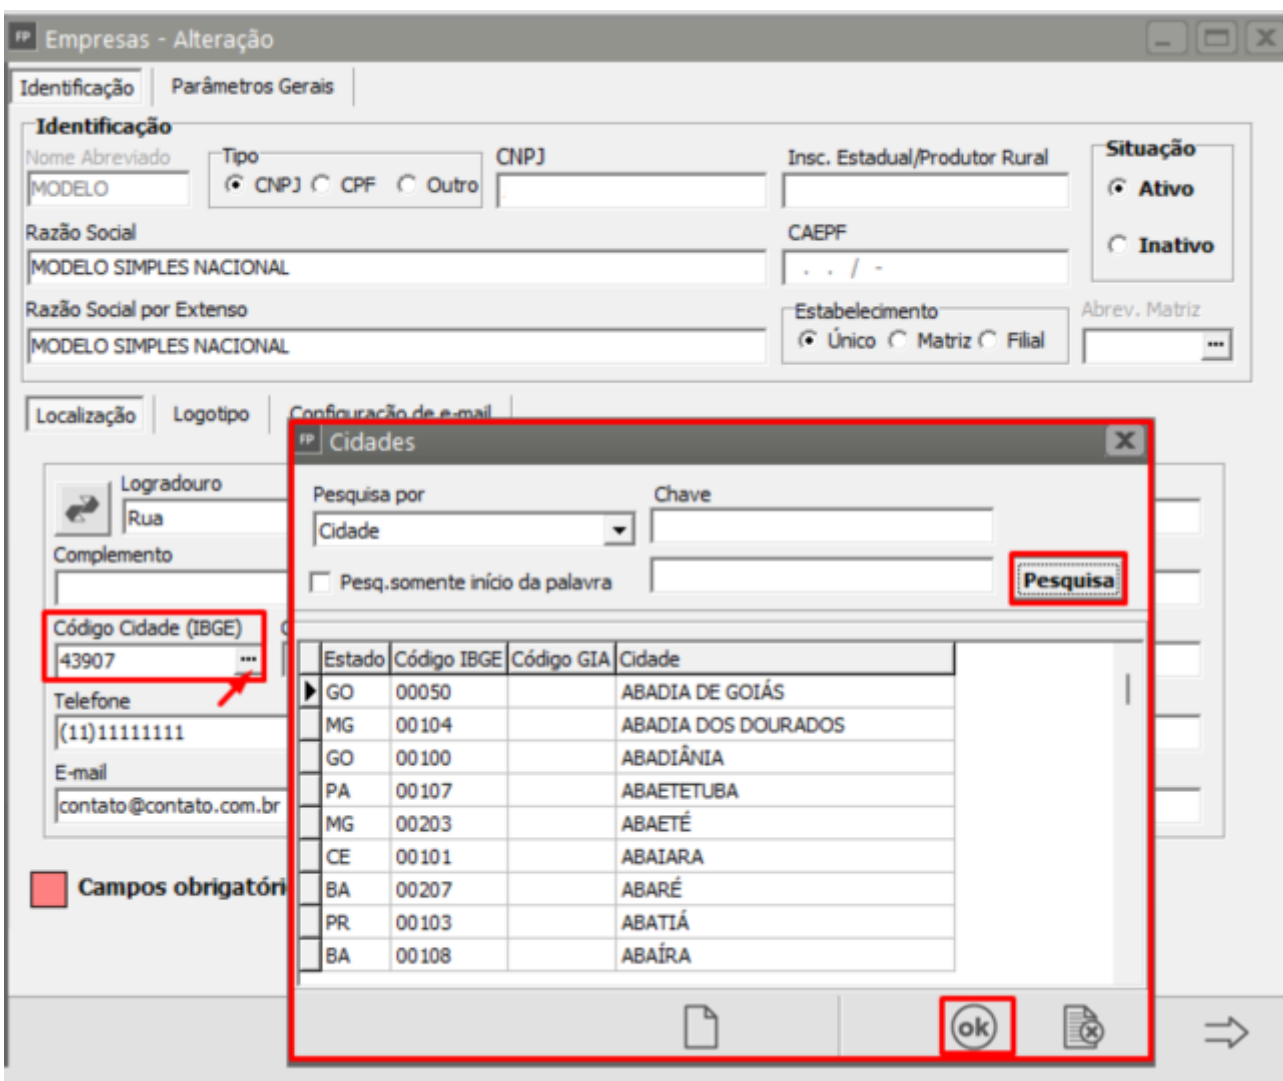 FP Empresas - Alteração
Identificação Parâmetros Gerais
Identificação
Nome Abreviado Tipo CNPJ Insc. Estadual/Produtor Rural Situação
MODELO CNPJ CPF Outro Ativo
Razão Social CAEPF
MODELO SIMPLES NACIONAL . . / - Inativo
Razão Social por Extenso Estabelecimento Abrev. Matriz
MODELO SIMPLES NACIONAL Único Matriz Filial ...
Localização Logotipo Configuração de e-mail
FP Cidades
Logradouro
Rua
Complemento
Código Cidade (IBGE)
43907 ...
Telefone
(11)11111111
E-mail
contato@contato.com.br
Campos obrigatóri
Pesquisa por Chave
Cidade
Pesq.somente início da palavra Pesquisa
Estado Código IBGE Código GIA Cidade
GO 00050 ABADIA DE GOIÁS
MG 00104 ABADIA DOS DOURADOS
GO 00100 ABADIÂNIA
PA 00107 ABAETETUBA
MG 00203 ABAETÉ
CE 00101 ABAIARA
BA 00207 ABARÉ
PR 00103 ABATIÁ
BA 00108 ABAÍRA
ok